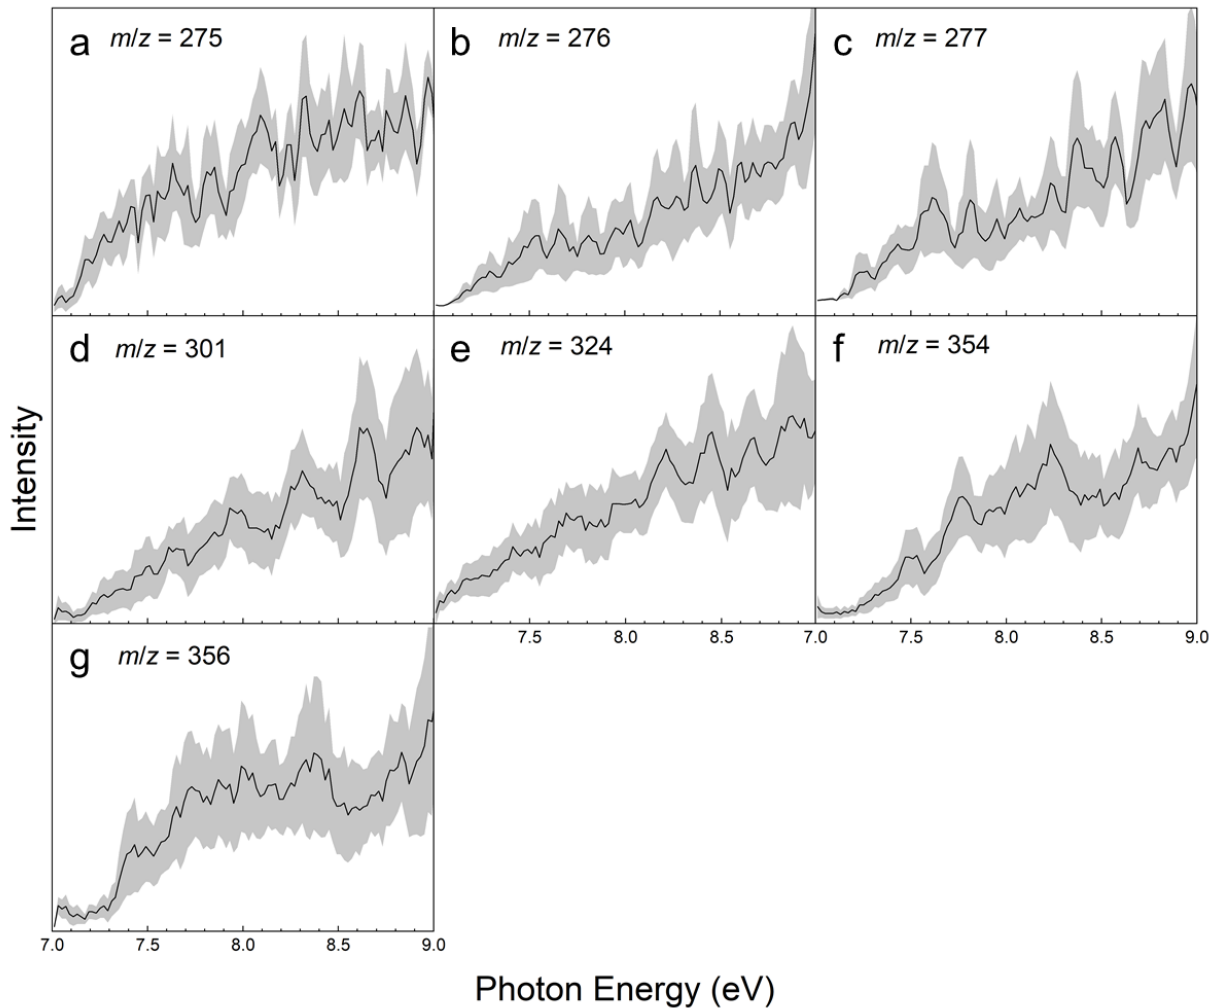 a m/z = 275
b m/z = 276
c m/z = 277
d m/z = 301
e m/z = 324
f m/z = 354
Intensity
7.5 8.0 8.5 7.0 7.5 8.0 8.5 9.0
g m/z = 356
7.0 7.5 8.0 8.5 9.0
Photon Energy (eV)